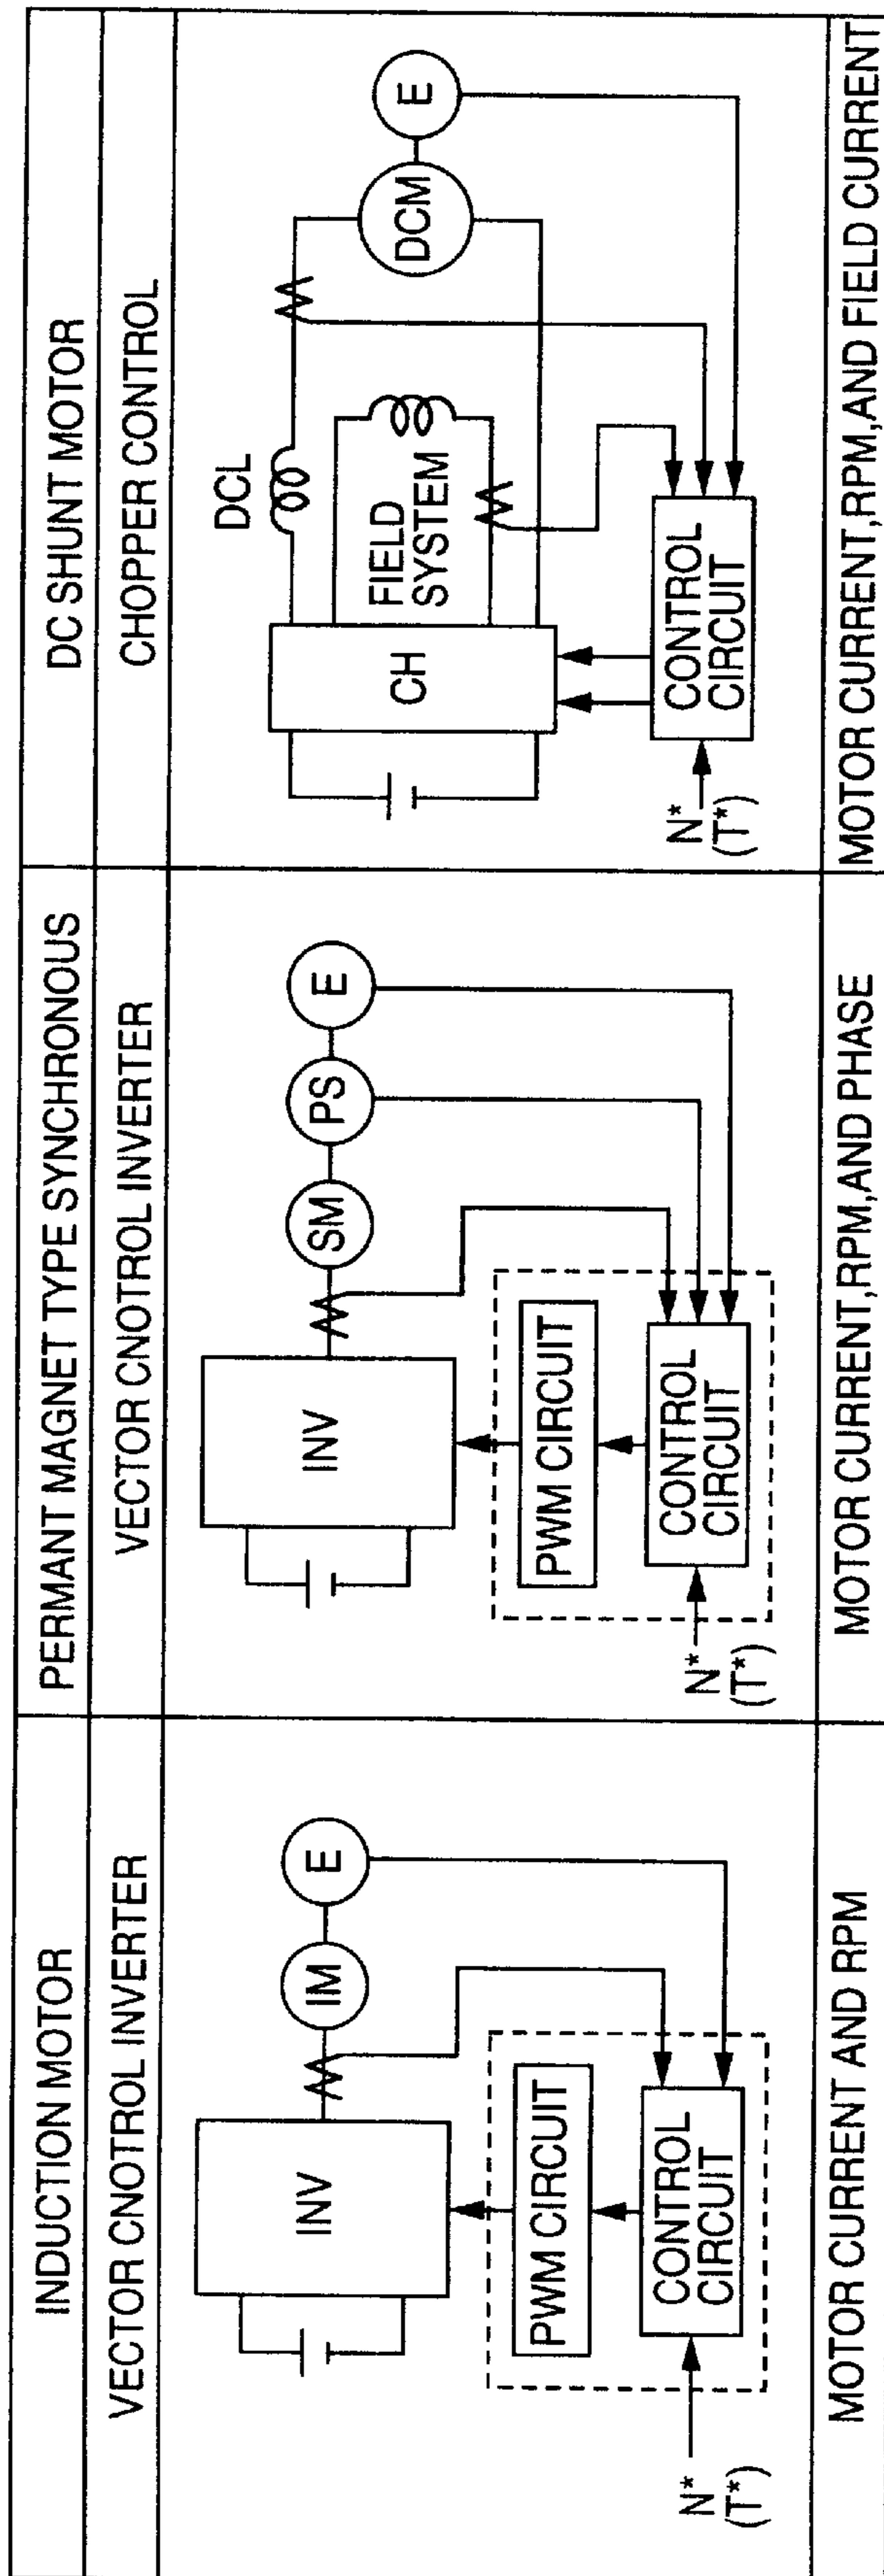 INDUCTION MOTOR
VECTOR CNOTROL INVERTER
INV
IM
E
PWM CIRCUIT
CONTROL
CIRCUIT
N*
(T*)
MOTOR CURRENT AND RPM
PERMANT MAGNET TYPE SYNCHRONOUS
VECTOR CNOTROL INVERTER
INV
SM
PS
E
PWM CIRCUIT
CONTROL
CIRCUIT
N*
(T*)
MOTOR CURRENT,RPM,AND PHASE
DC SHUNT MOTOR
CHOPPER CONTROL
DCL
FIELD
SYSTEM
CH
DCM
E
CONTROL
CIRCUIT
N*
(T*)
MOTOR CURRENT,RPM,AND FIELD CURRENT